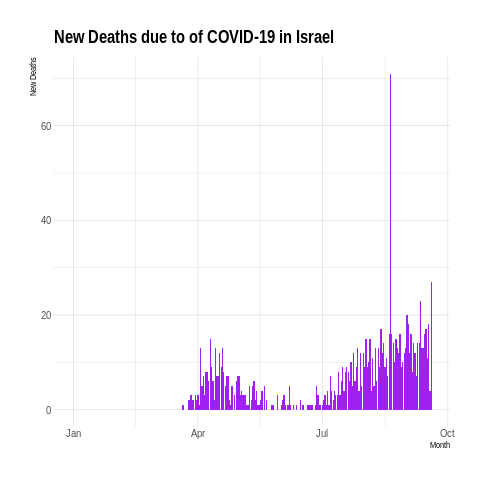 New Deaths due to of COVID-19 in Israel
New Deaths
60
40
20
0
Jan Apr Jul Oct
Month